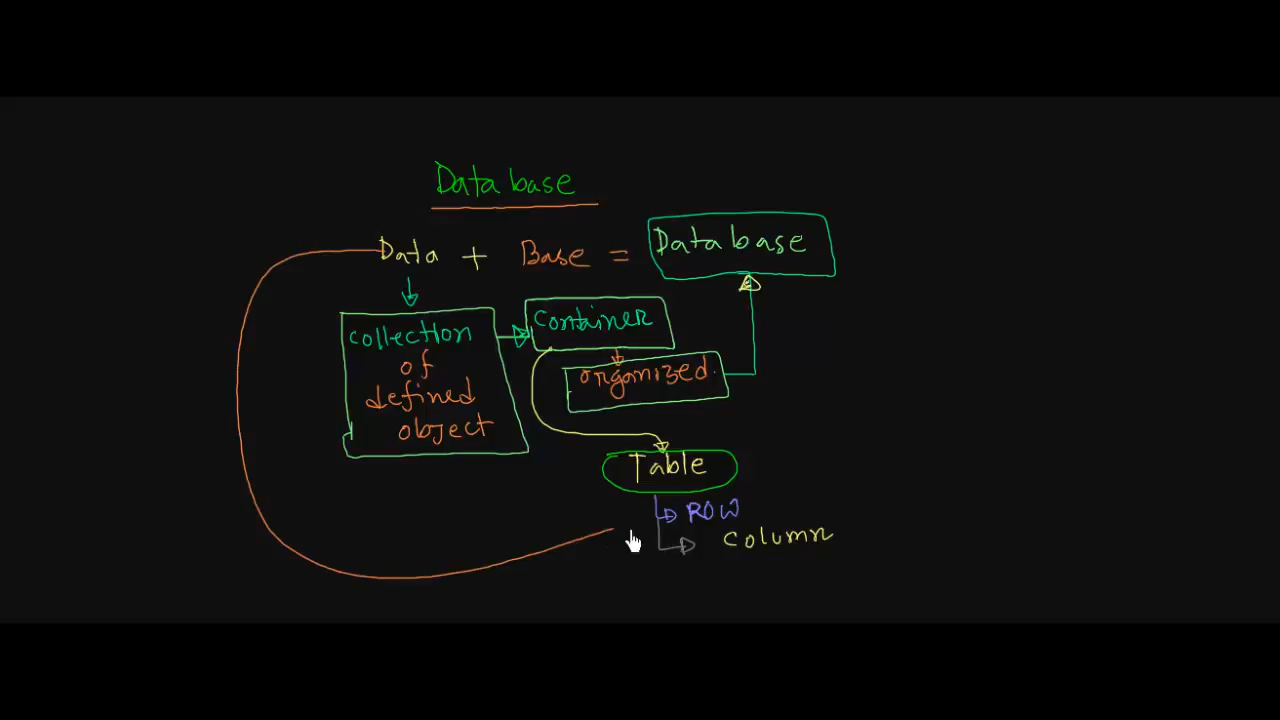 Database
Data + Base = Database
collection
of
defined
object
container
organized.
Table
ROW
column